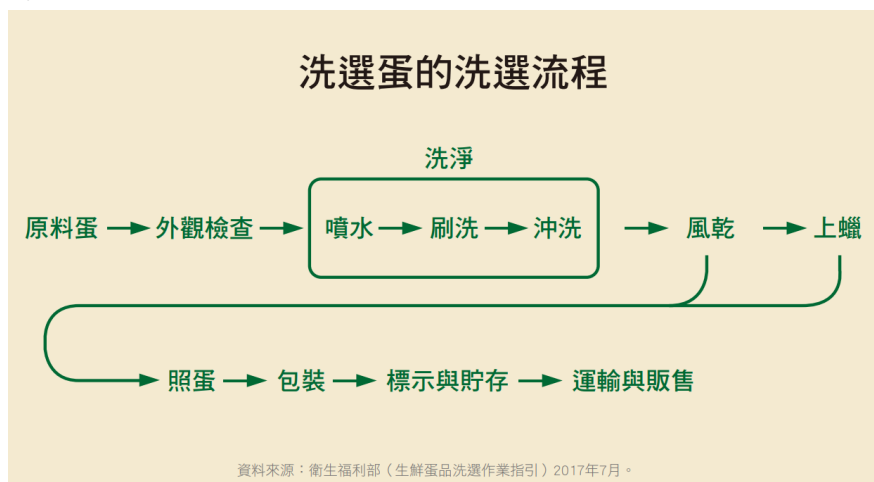 洗選蛋的洗選流程
洗淨
原料蛋 外觀檢查 噴水 刷洗 沖洗 風乾 上蠟
照蛋 包裝 標示與貯存 運輸與販售
資料來源：衛生福利部（生鮮蛋品洗選作業指引）2017年7月。